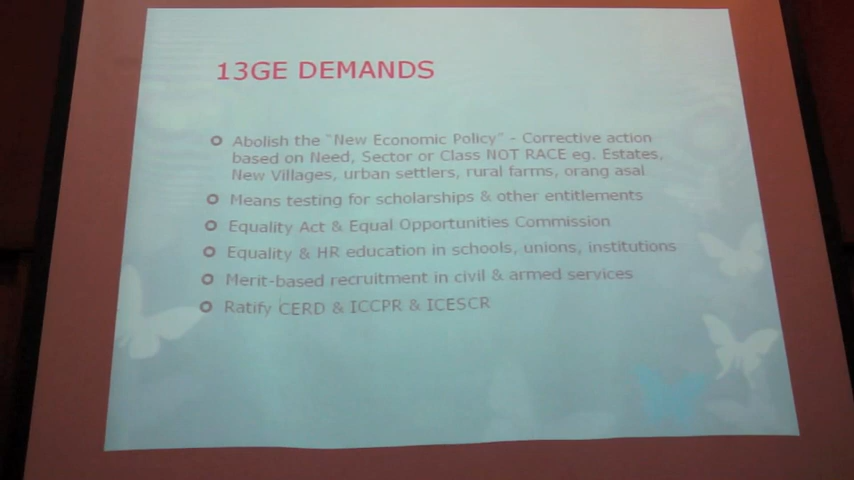 13GE DEMANDS
Abolish the "New Economic Policy" - Corrective action
based on Need, Sector or Class NOT RACE eg. Estates,
New Villages, urban settlers, rural farms, orang asal
Means testing for scholarships & other entitlements
Equality Act & Equal Opportunities Commission
Equality & HR education in schools, unions, institutions
Merit-based recruitment in civil & armed services
Ratify CERD & ICCPR & ICESCR